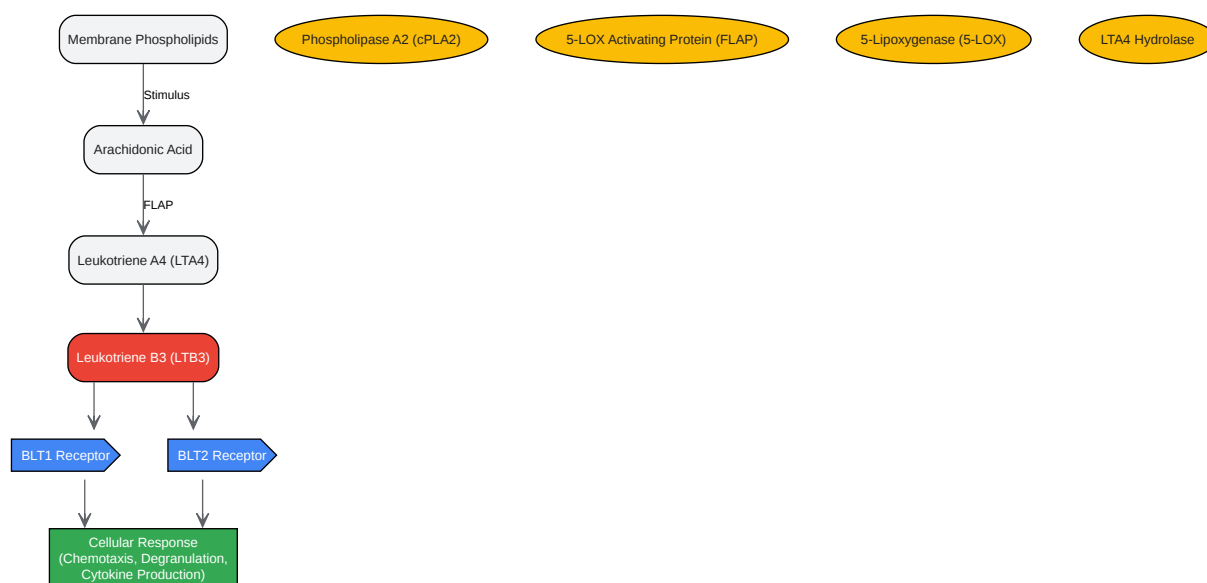 Membrane Phospholipids
Phospholipase A2 (cPLA2)
5-LOX Activating Protein (FLAP)
5-Lipoxygenase (5-LOX)
LTA4 Hydrolase
Stimulus
Arachidonic Acid
FLAP
Leukotriene A4 (LTA4)
Leukotriene B3 (LTB3)
BLT1 Receptor
BLT2 Receptor
Cellular Response
(Chemotaxis, Degranulation,
Cytokine Production)